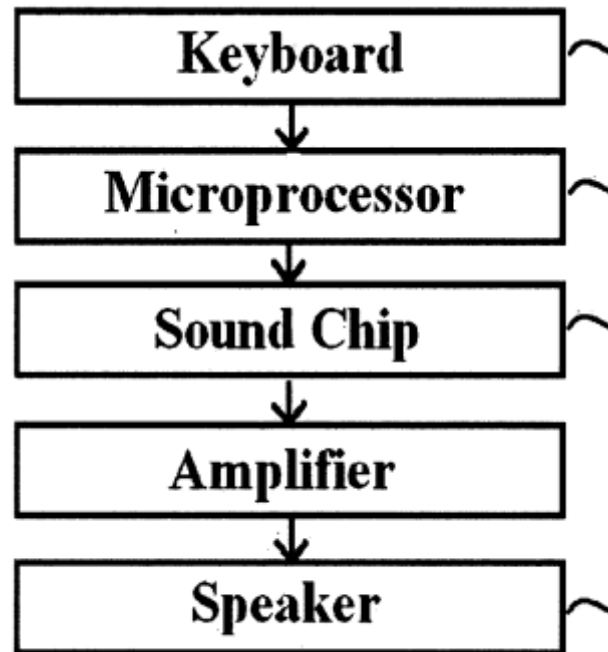 Keyboard
Microprocessor
Sound Chip
Amplifier
Speaker